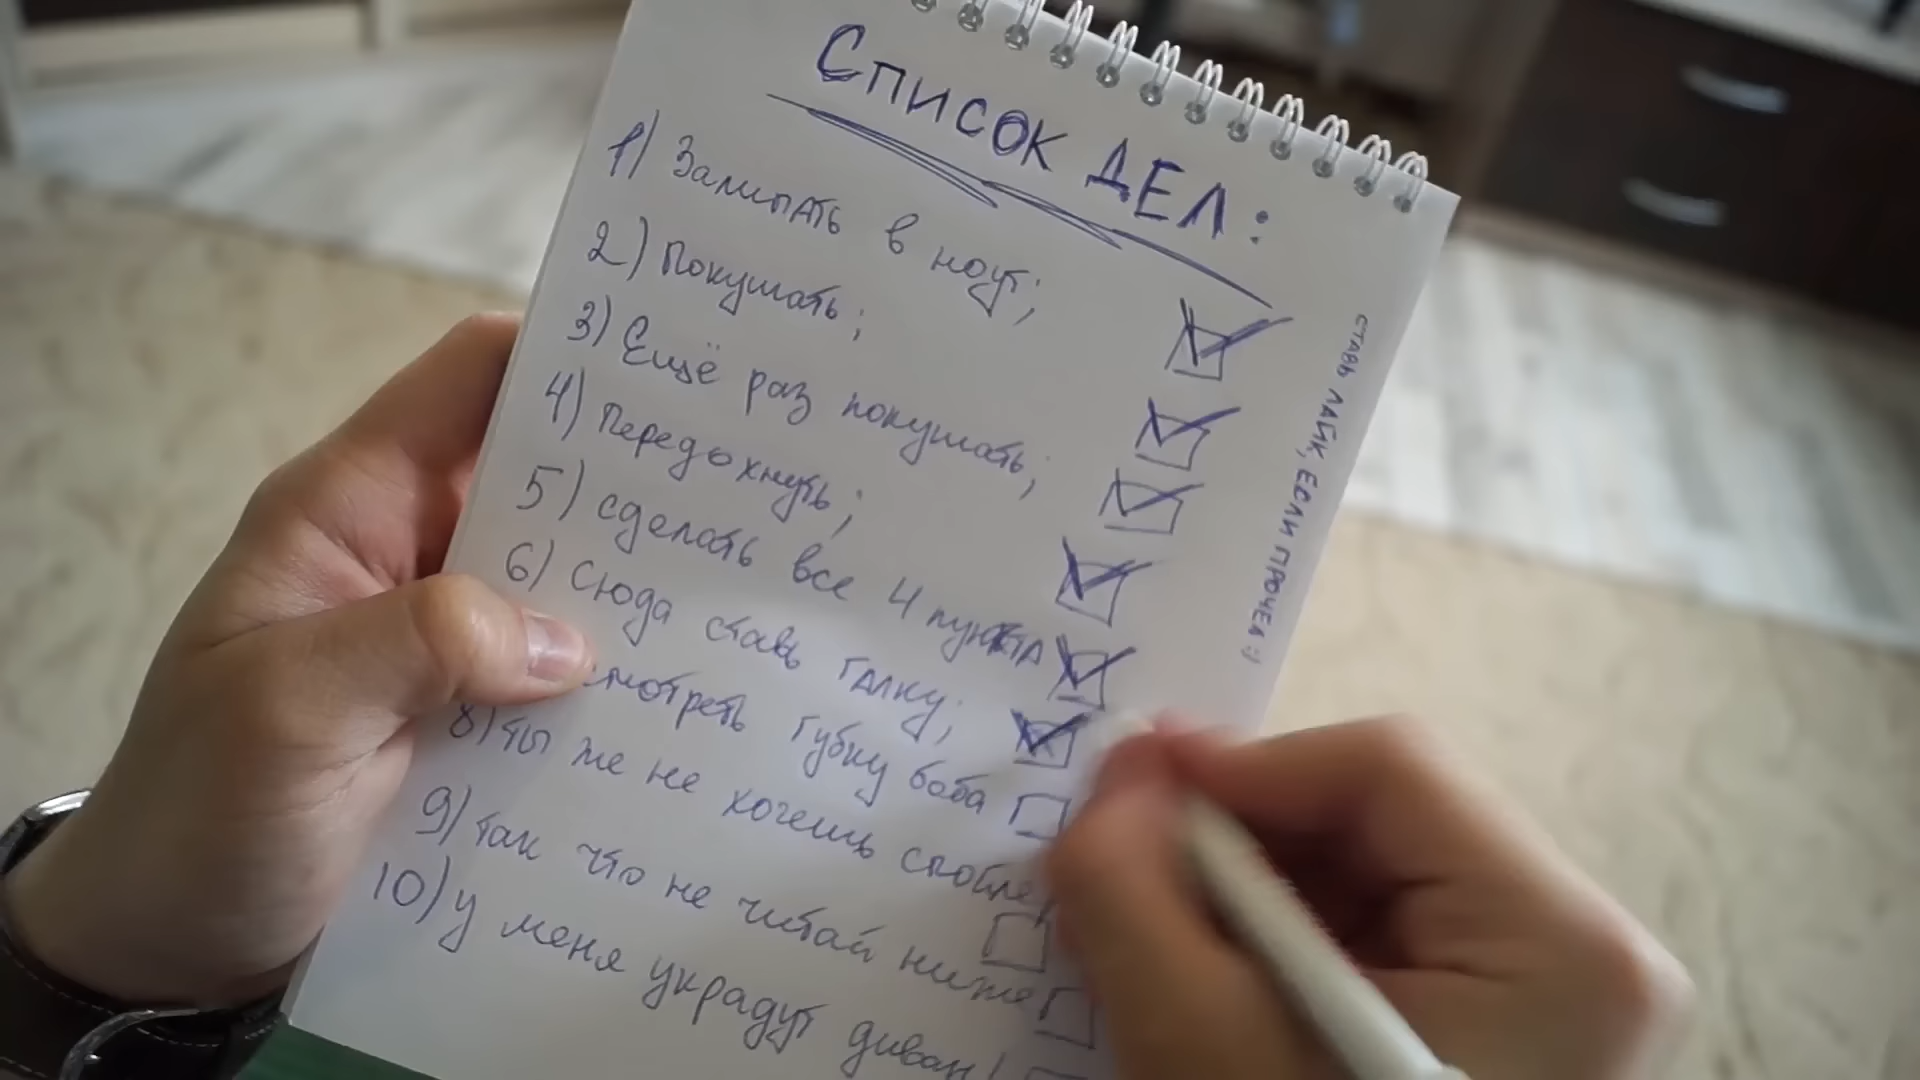 Список дел:
1) Залипать в ноут;
2) Покушать;
3) Ещё раз покушать;
4) Передохнуть;
5) сделать все 4 пункта
6) Сюда ставь галку;
смотреть губку боба
8) ты же не хочешь
9) так что не читай ниже
10) у меня украдут диван!
ставь лайк, если прочел :)